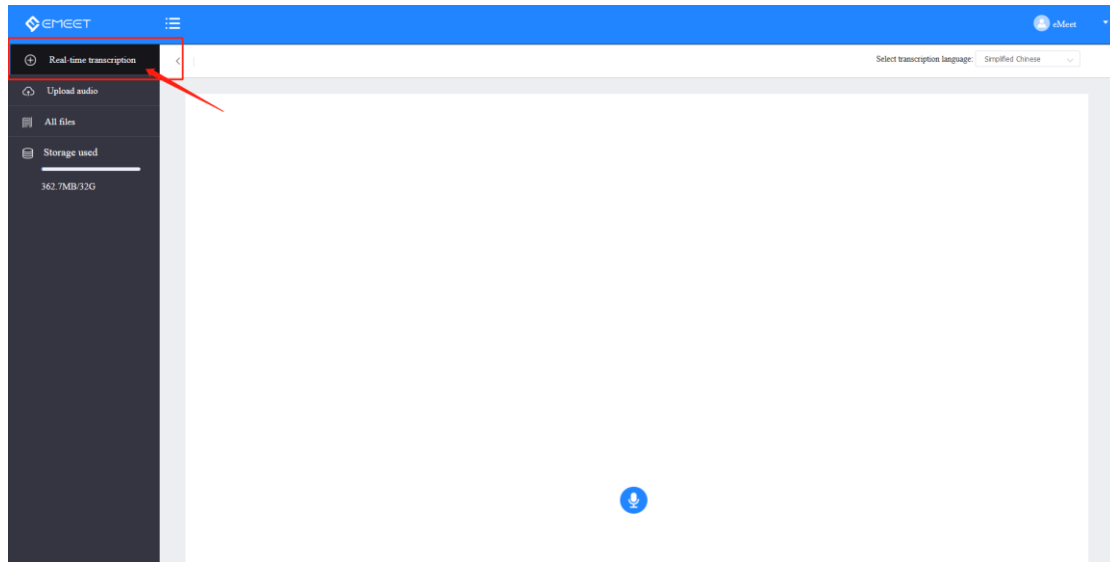 EMEET
eMeet
Real-time transcription
Select transcription language: Simplified Chinese
Upload audio
All files
Storage used
362.7MB/32G